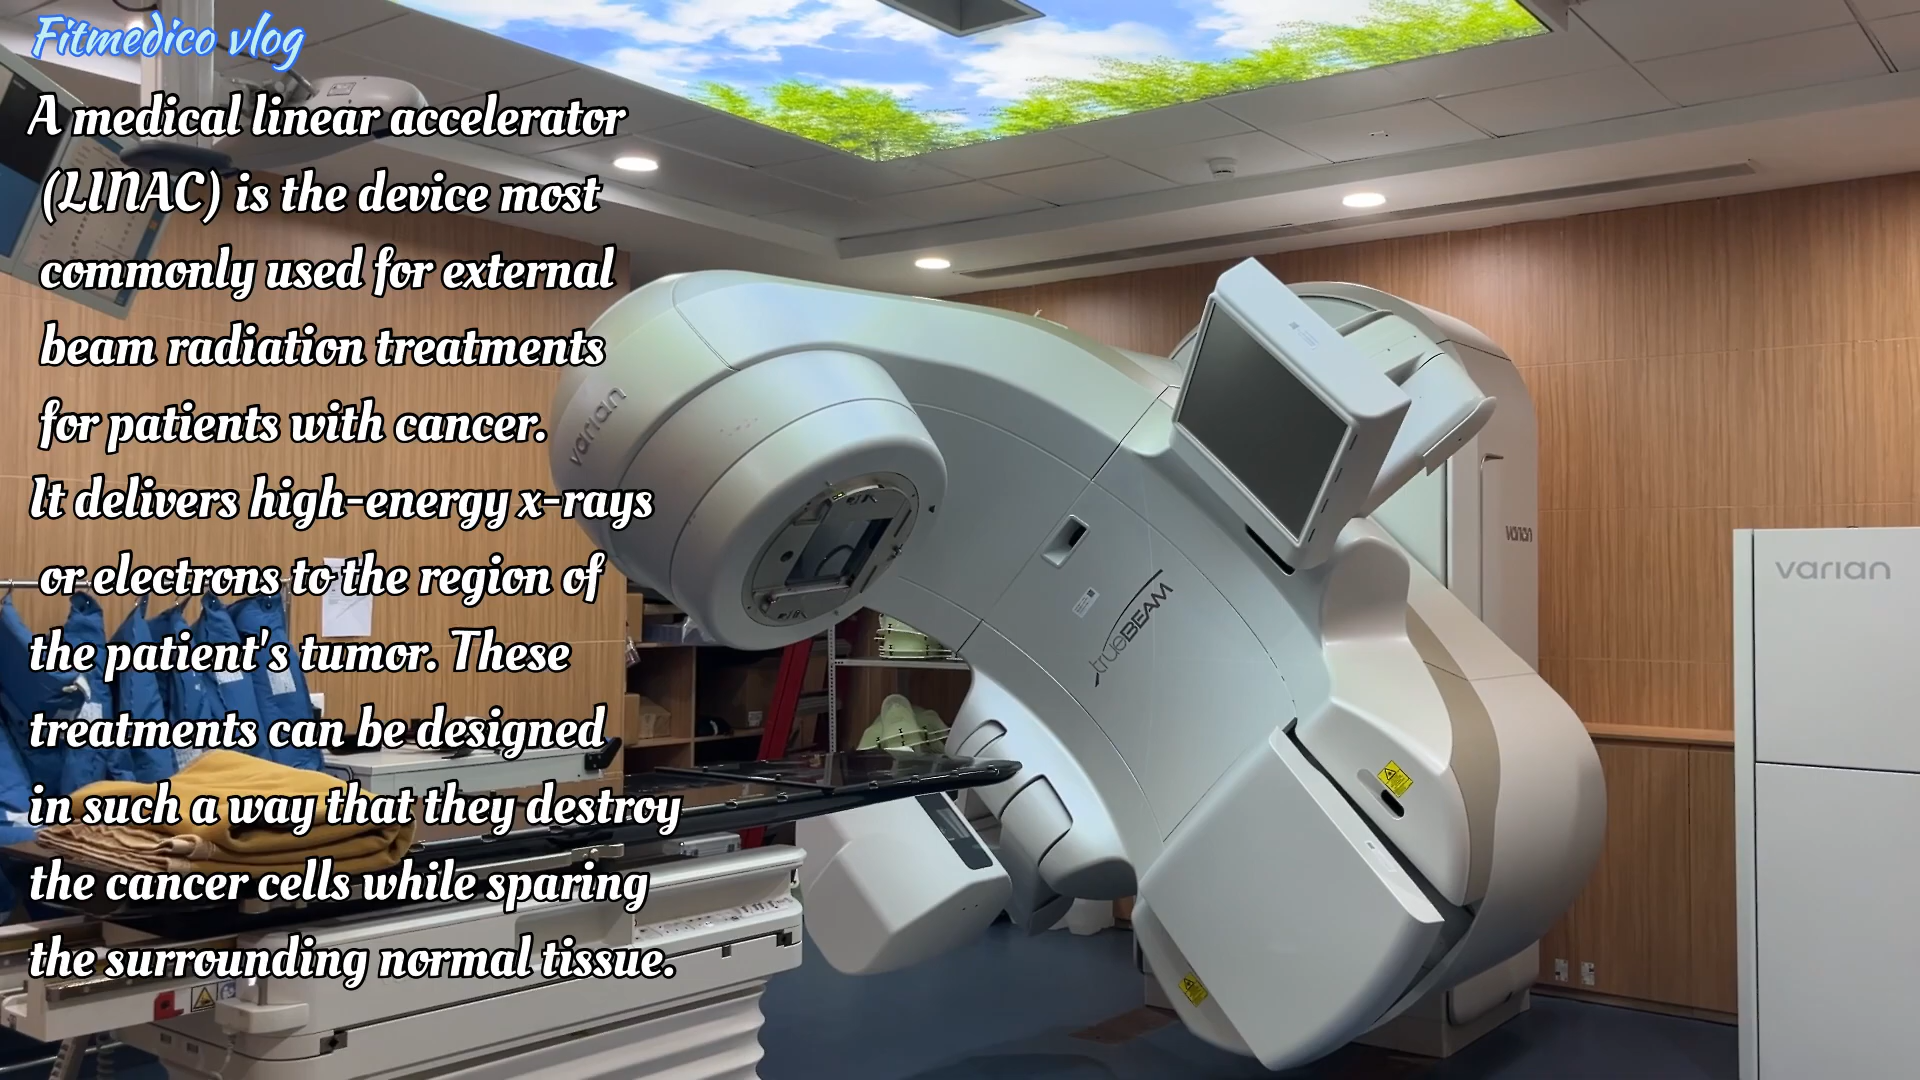 Fitmedico vlog
A medical linear accelerator
(LINAC) is the device most
commonly used for external
beam radiation treatments
for patients with cancer.
It delivers high-energy x-rays
or electrons to the region of
the patient's tumor. These
treatments can be designed
in such a way that they destroy
the cancer cells while sparing
the surrounding normal tissue.
varian
trueBEAM
varian
varian